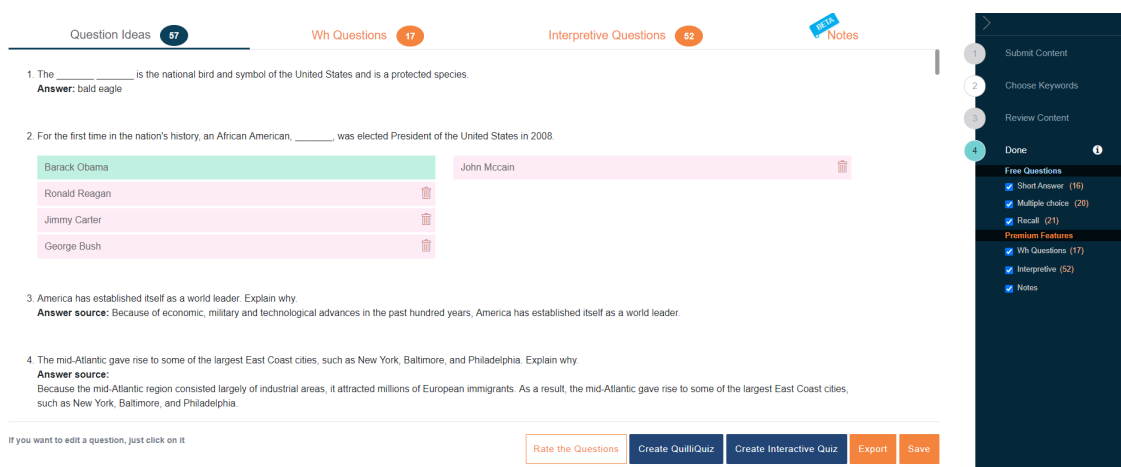 Question Ideas 57
Wh Questions 17
Interpretive Questions 52
BETA
Notes
1. The _______ ______ is the national bird and symbol of the United States and is a protected species.
Answer: bald eagle
2. For the first time in the nation's history, an African American, ______, was elected President of the United States in 2008.
Barack Obama
John Mccain
Ronald Reagan
Jimmy Carter
George Bush
3. America has established itself as a world leader. Explain why.
Answer source: Because of economic, military and technological advances in the past hundred years, America has established itself as a world leader.
4. The mid-Atlantic gave rise to some of the largest East Coast cities, such as New York, Baltimore, and Philadelphia. Explain why.
Answer source:
Because the mid-Atlantic region consisted largely of industrial areas, it attracted millions of European immigrants. As a result, the mid-Atlantic gave rise to some of the largest East Coast cities,
such as New York, Baltimore, and Philadelphia.
If you want to edit a question, just click on it
Rate the Questions
Create QuilliQuiz
Create Interactive Quiz
Export
Save
1 Submit Content
2 Choose Keywords
3 Review Content
4 Done
Free Questions
Short Answer (16)
Multiple choice (20)
Recall (21)
Premium Features
Wh Questions (17)
Interpretive (52)
Notes